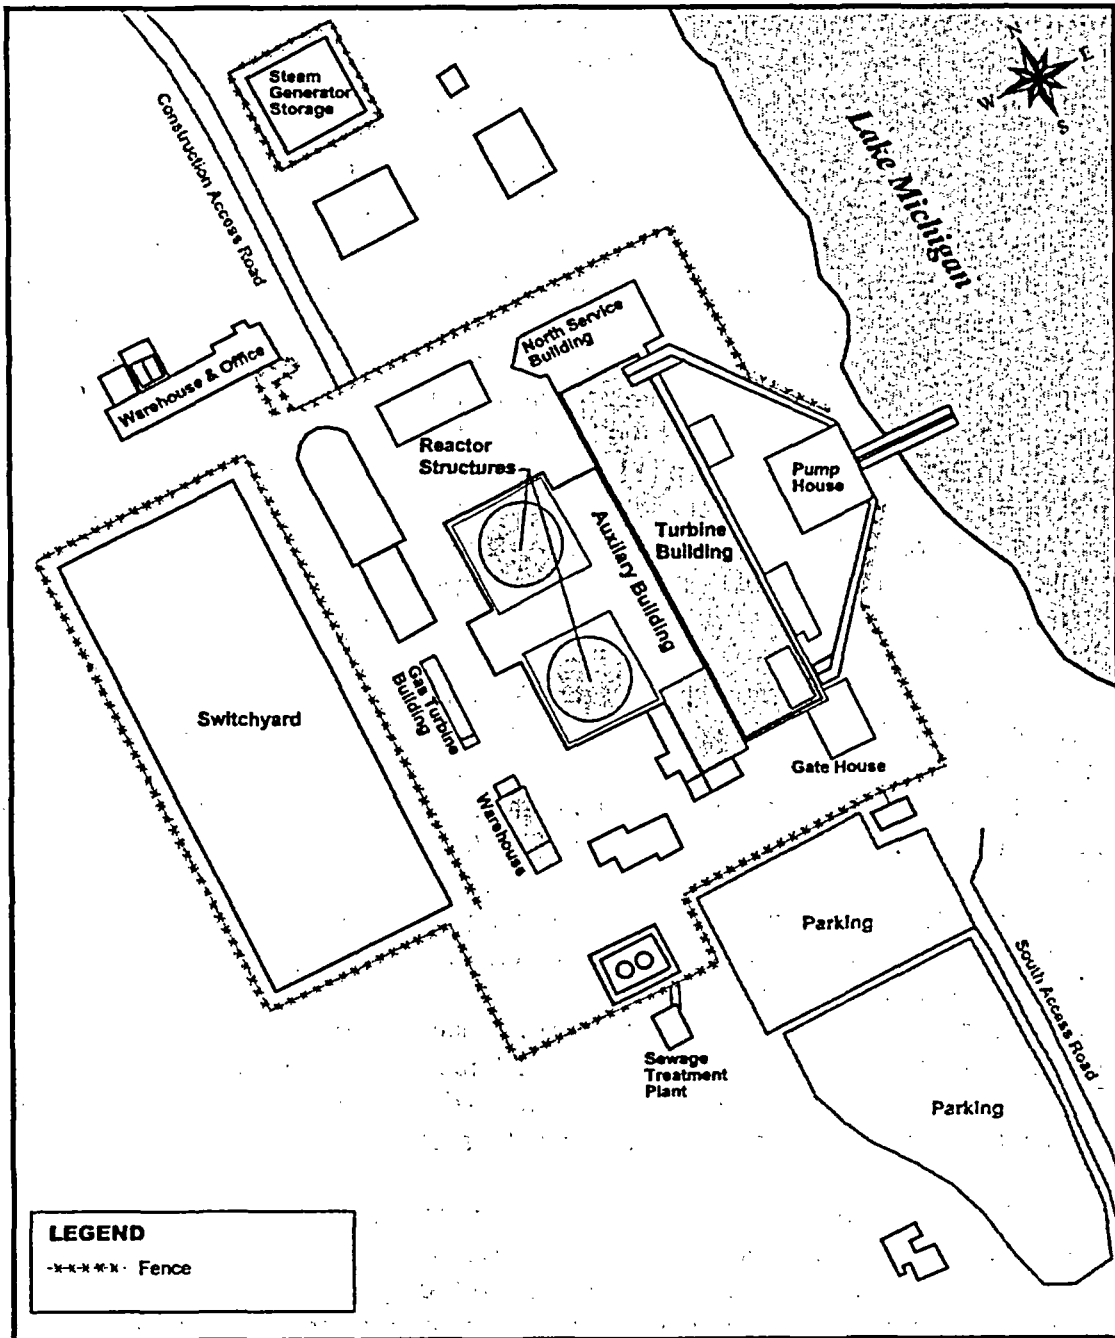 Steam
Generator
Storage
Construction Access Road
Lake Michigan
N
E
W
S
North Service
Building
Warehouse & Office
Reactor
Structures
Pump
House
Auxiliary Building
Turbine
Building
Gas Turbine
Building
Switchyard
Gate House
Warehouse
Parking
South Access Road
Sewage
Treatment
Plant
Parking
LEGEND
Fence